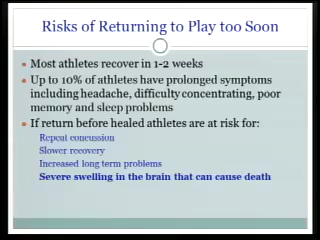 Risks of Returning to Play too Soon
Most athletes recover in 1-2 weeks
Up to 10% of athletes have prolonged symptoms
including headache, difficulty concentrating, poor
memory and sleep problems
If return before healed athletes are at risk for:
Repeat concussion
Slower recovery
Increased long term problems
Severe swelling in the brain that can cause death